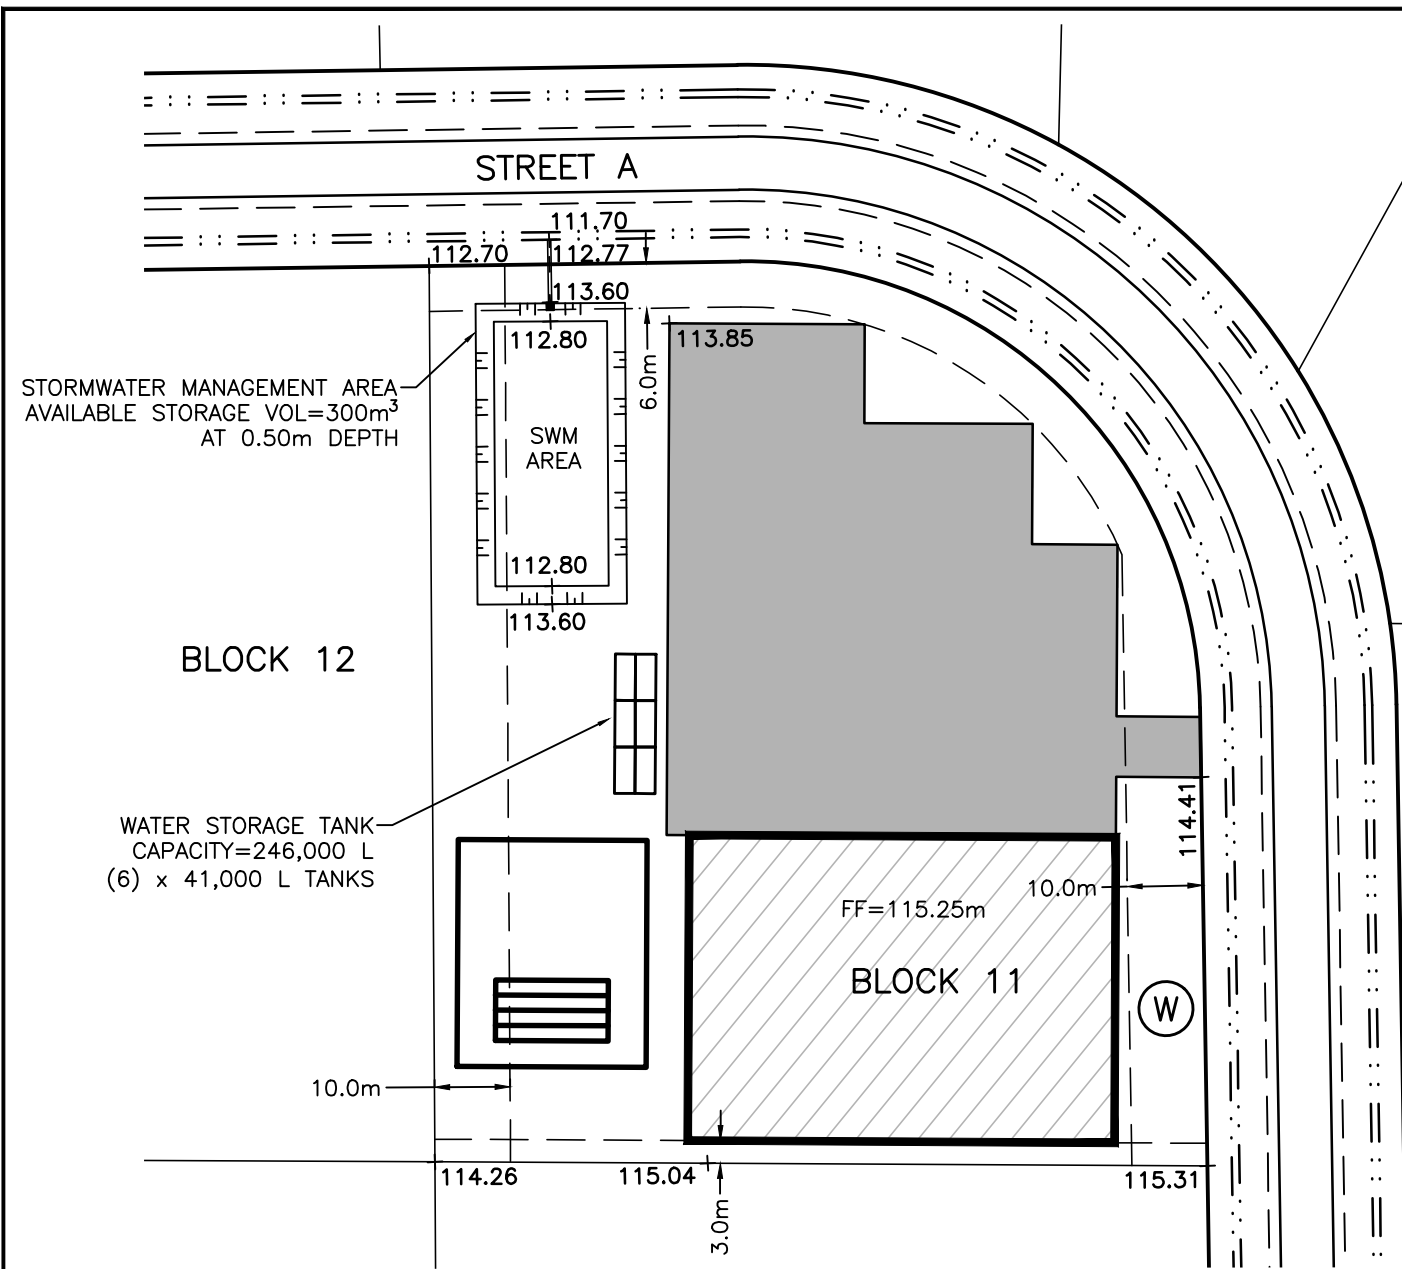 STREET A
111.70
112.70
112.77
113.60
112.80
113.85
6.0m
STORMWATER MANAGEMENT AREA
AVAILABLE STORAGE VOL=300m³
AT 0.50m DEPTH
SWM
AREA
112.80
113.60
BLOCK 12
WATER STORAGE TANK
CAPACITY=246,000 L
(6) x 41,000 L TANKS
114.41
10.0m
FF=115.25m
BLOCK 11
W
10.0m
114.26
115.04
115.31
3.0m